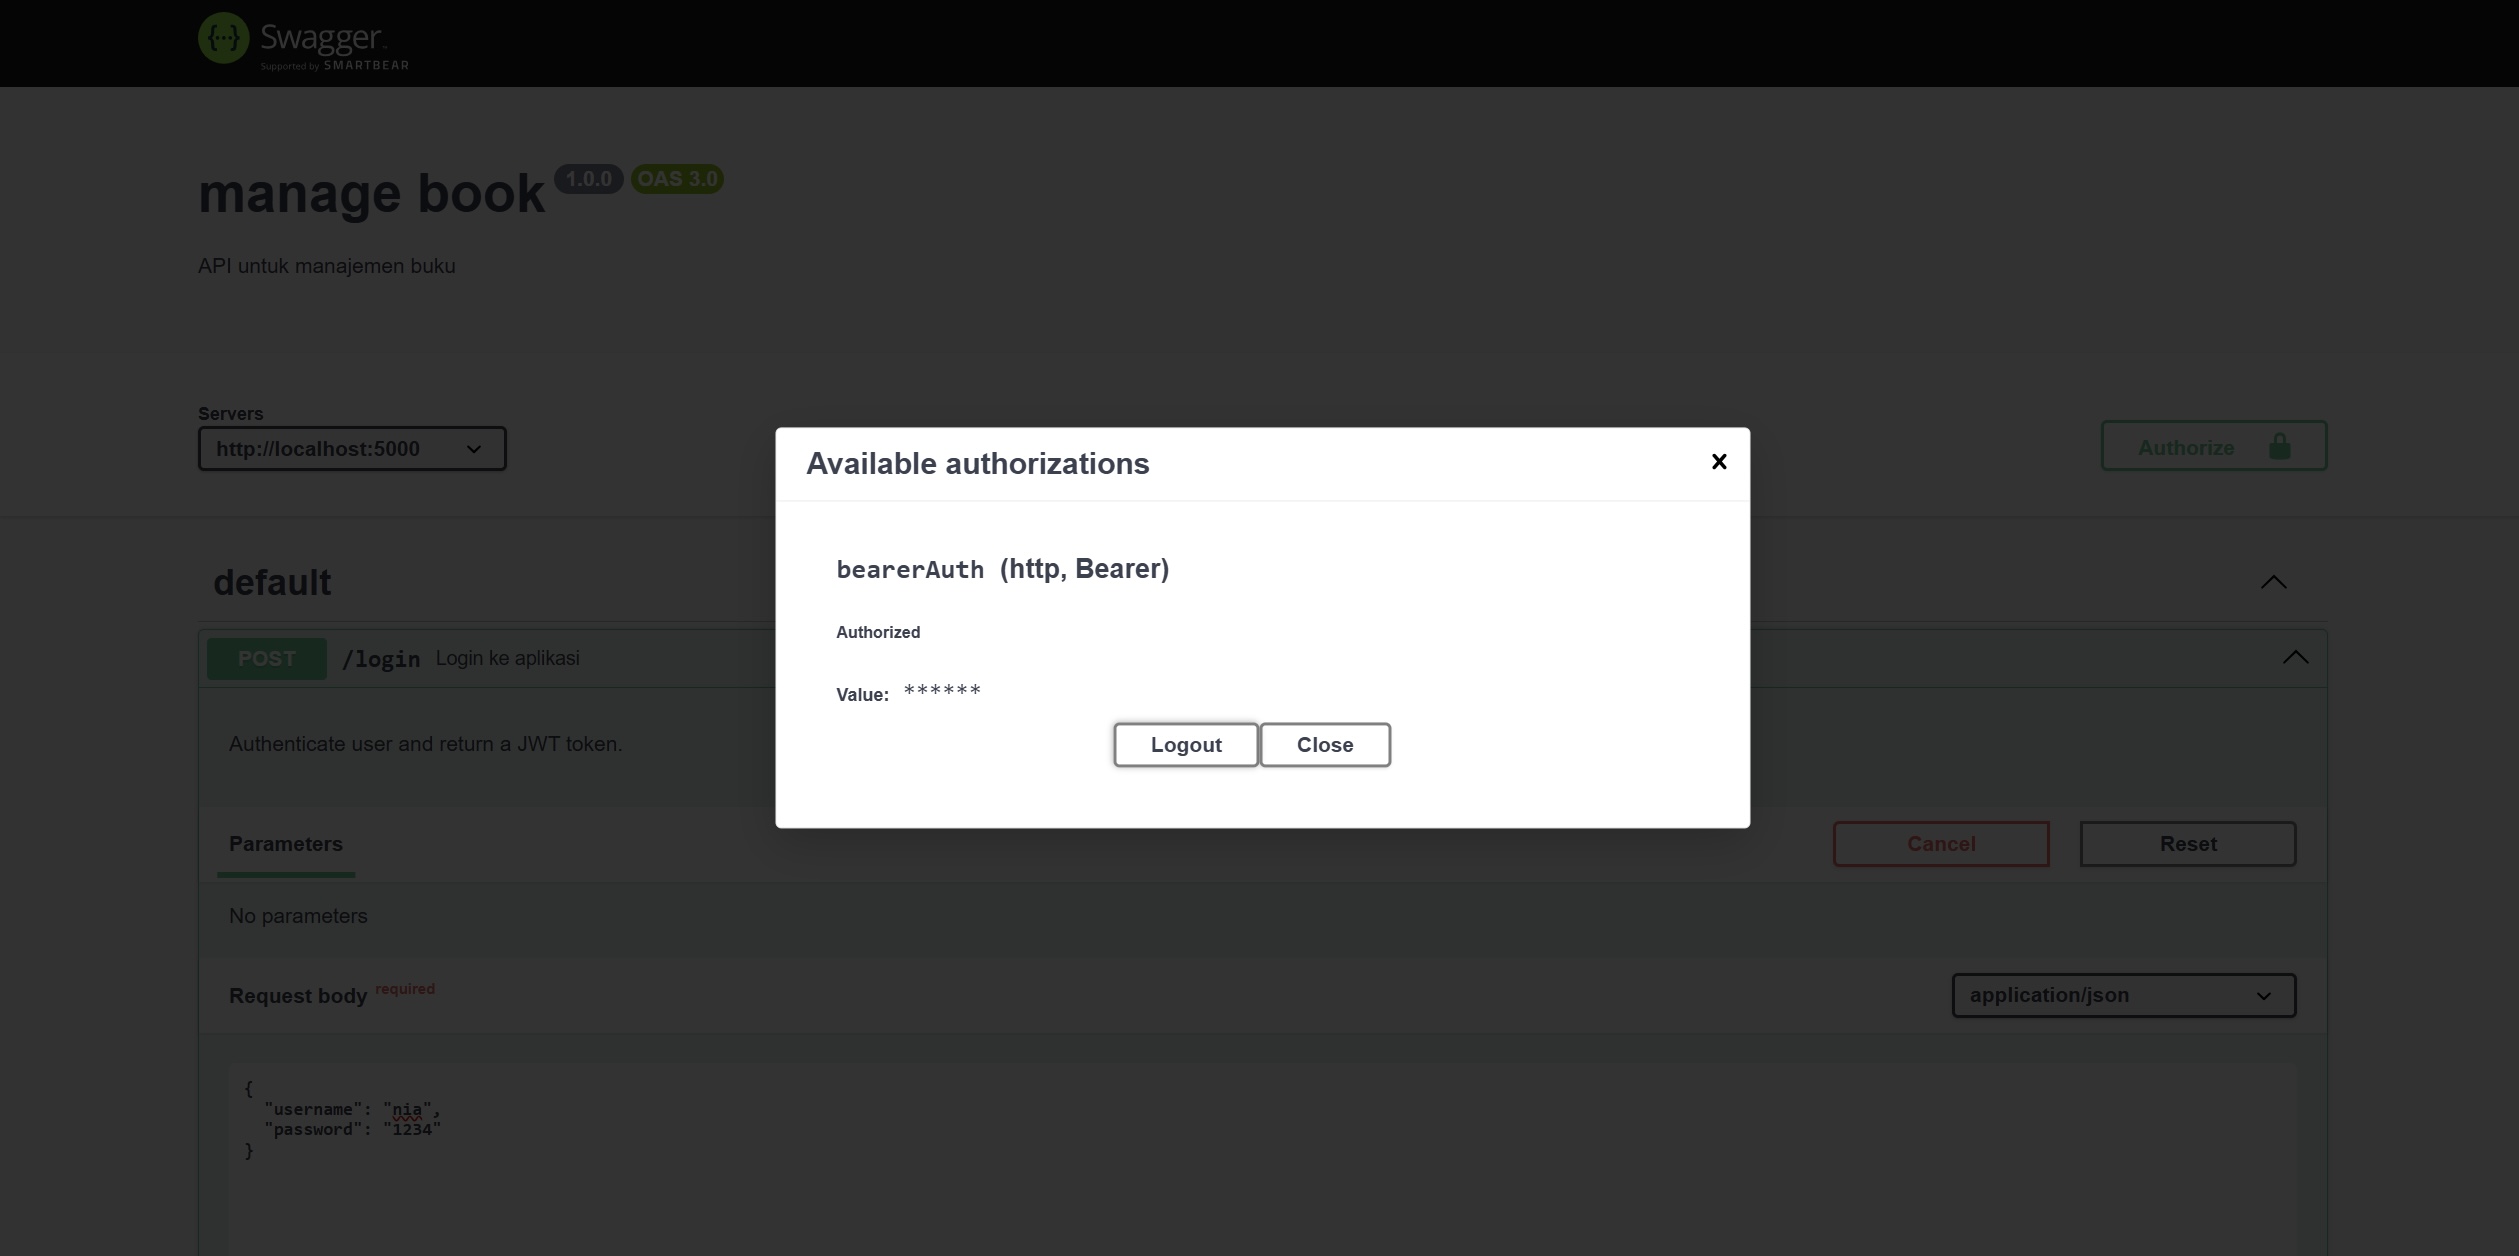 Swagger
Supported by SMARTBEAR
manage book 1.0.0 OAS 3.0
API untuk manajemen buku
Servers
http://localhost:5000
Authorize
Available authorizations
bearerAuth (http, Bearer)
Authorized
Value: ******
Logout Close
default
POST /login Login ke aplikasi
Authenticate user and return a JWT token.
Parameters
Cancel Reset
No parameters
Request body required
application/json
{
"username": "nia",
"password": "1234"
}